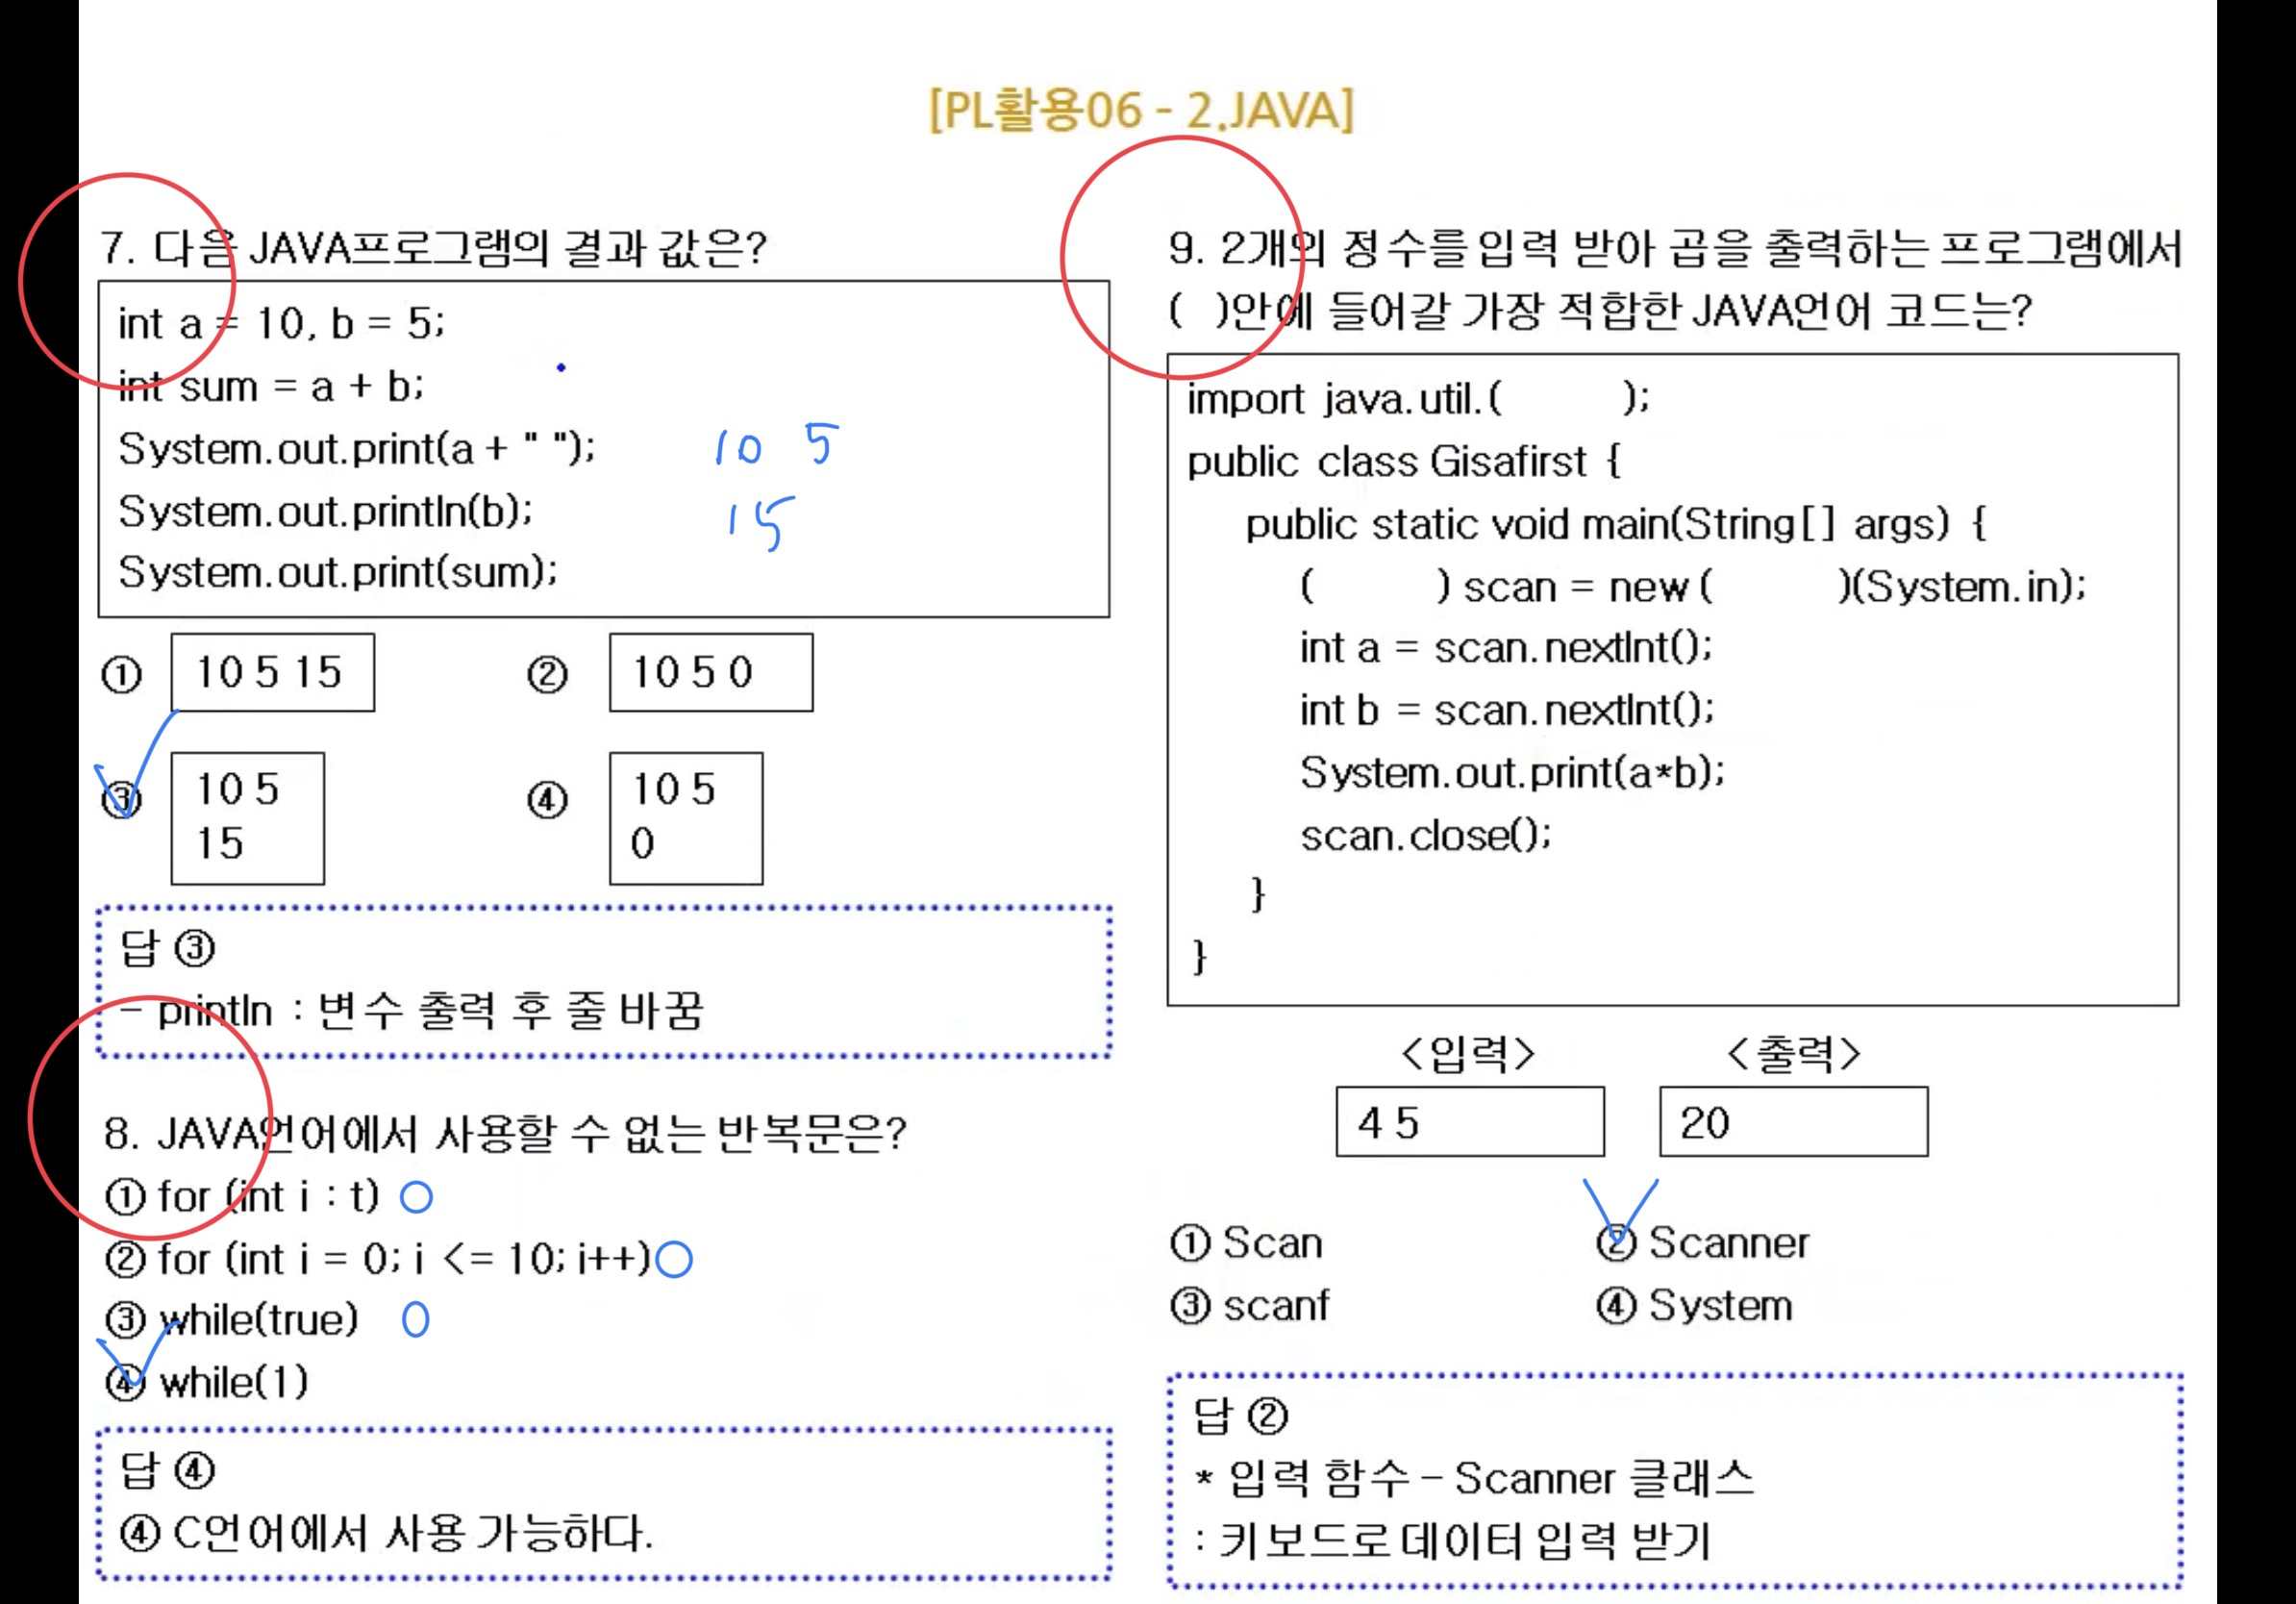 [PL활용06 - 2.JAVA]
7. 다음 JAVA프로그램의 결과 값은?
int a = 10, b = 5;
int sum = a + b;
System.out.print(a + " ");
System.out.println(b);
System.out.print(sum);
10 5
15
① 10 5 15
② 10 5 0
③ 10 5
15
④ 10 5
0
답 ③
- println : 변수 출력 후 줄 바꿈
8. JAVA언어에서 사용할 수 없는 반복문은?
① for (int i : t)
② for (int i = 0; i <= 10; i++)
③ while(true)
④ while(1)
답 ④
④ C언어에서 사용 가능하다.
9. 2개의 정수를 입력 받아 곱을 출력하는 프로그램에서
( )안에 들어갈 가장 적합한 JAVA언어 코드는?
import java.util.( );
public class Gisafirst {
public static void main(String[] args) {
( ) scan = new ( )(System.in);
int a = scan.nextInt();
int b = scan.nextInt();
System.out.print(a*b);
scan.close();
}
}
<입력> <출력>
4 5 20
① Scan ② Scanner
③ scanf ④ System
답 ②
* 입력 함수 - Scanner 클래스
: 키보드로 데이터 입력 받기